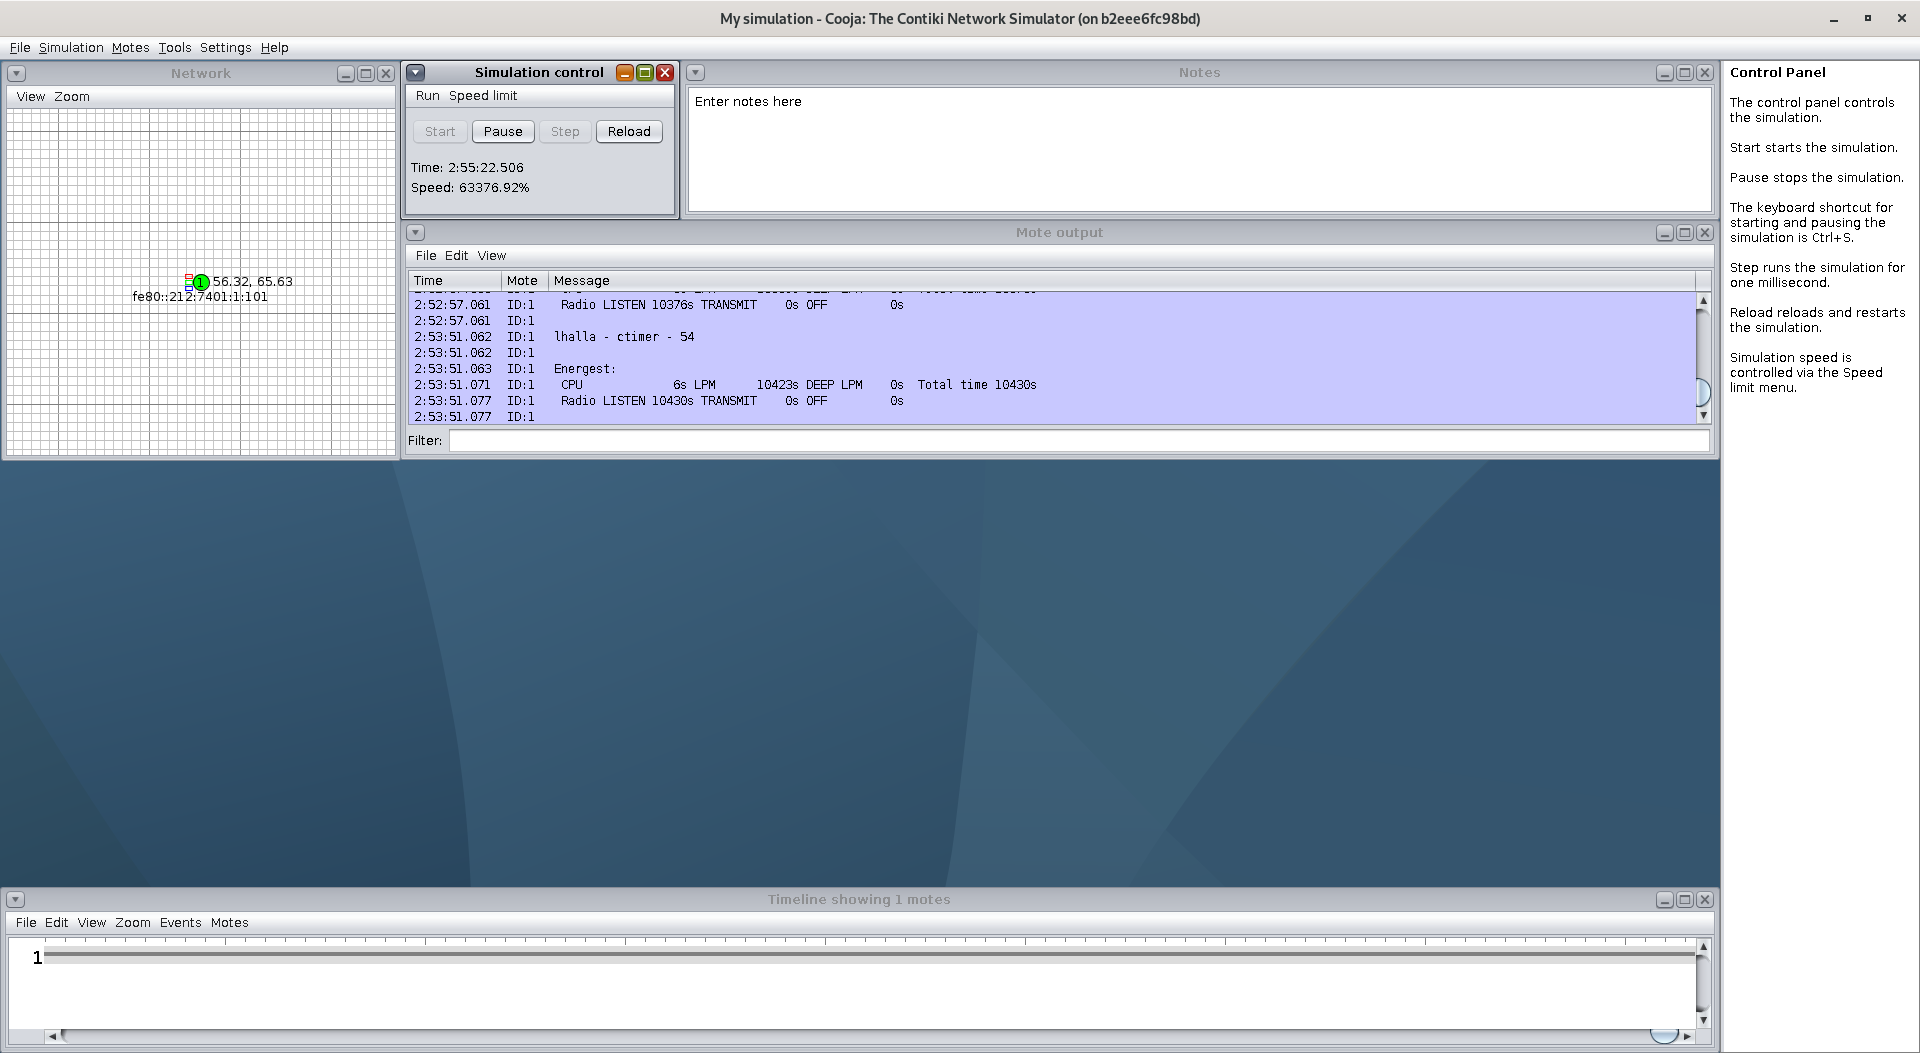 My simulation - Cooja: The Contiki Network Simulator (on b2eee6fc98bd)
File Simulation Motes Tools Settings Help
Network
View Zoom
1 56.32, 65.63
fe80::212:7401:1:101
Simulation control
Run Speed limit
Start Pause Step Reload
Time: 2:55:22.506
Speed: 63376.92%
Notes
Enter notes here
Mote output
File Edit View
Time Mote Message
2:52:57.061 ID:1 Radio LISTEN 10376s TRANSMIT 0s OFF 0s
2:52:57.061 ID:1
2:53:51.062 ID:1 lhalla - ctimer - 54
2:53:51.062 ID:1
2:53:51.063 ID:1 Energest:
2:53:51.071 ID:1 CPU 6s LPM 10423s DEEP LPM 0s Total time 10430s
2:53:51.077 ID:1 Radio LISTEN 10430s TRANSMIT 0s OFF 0s
2:53:51.077 ID:1
Filter:
Control Panel
The control panel controls
the simulation.
Start starts the simulation.
Pause stops the simulation.
The keyboard shortcut for
starting and pausing the
simulation is Ctrl+S.
Step runs the simulation for
one millisecond.
Reload reloads and restarts
the simulation.
Simulation speed is
controlled via the Speed
limit menu.
Timeline showing 1 motes
File Edit View Zoom Events Motes
1